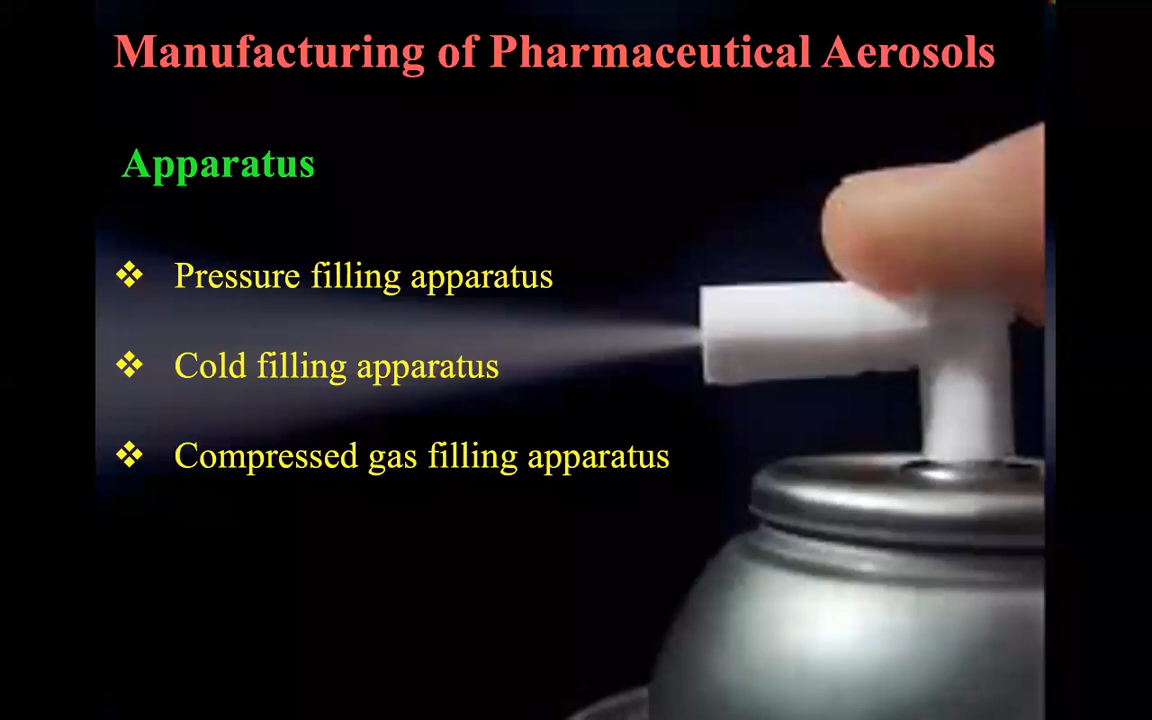 Manufacturing of Pharmaceutical Aerosols
Apparatus
❖ Pressure filling apparatus
❖ Cold filling apparatus
❖ Compressed gas filling apparatus